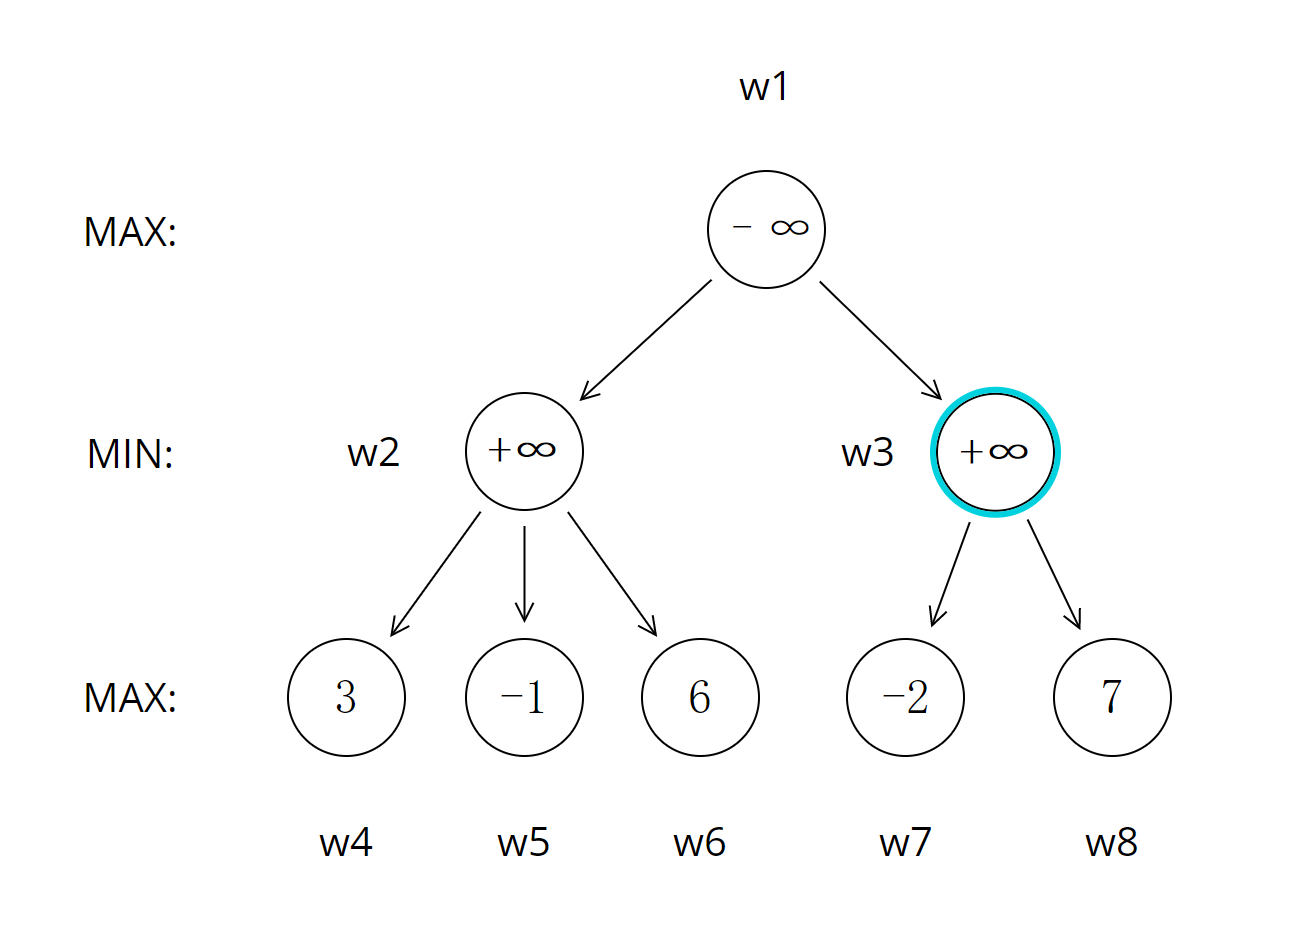 w1
MAX: - ∞
MIN: w2 +∞ w3 +∞
MAX: 3 -1 6 -2 7
w4 w5 w6 w7 w8